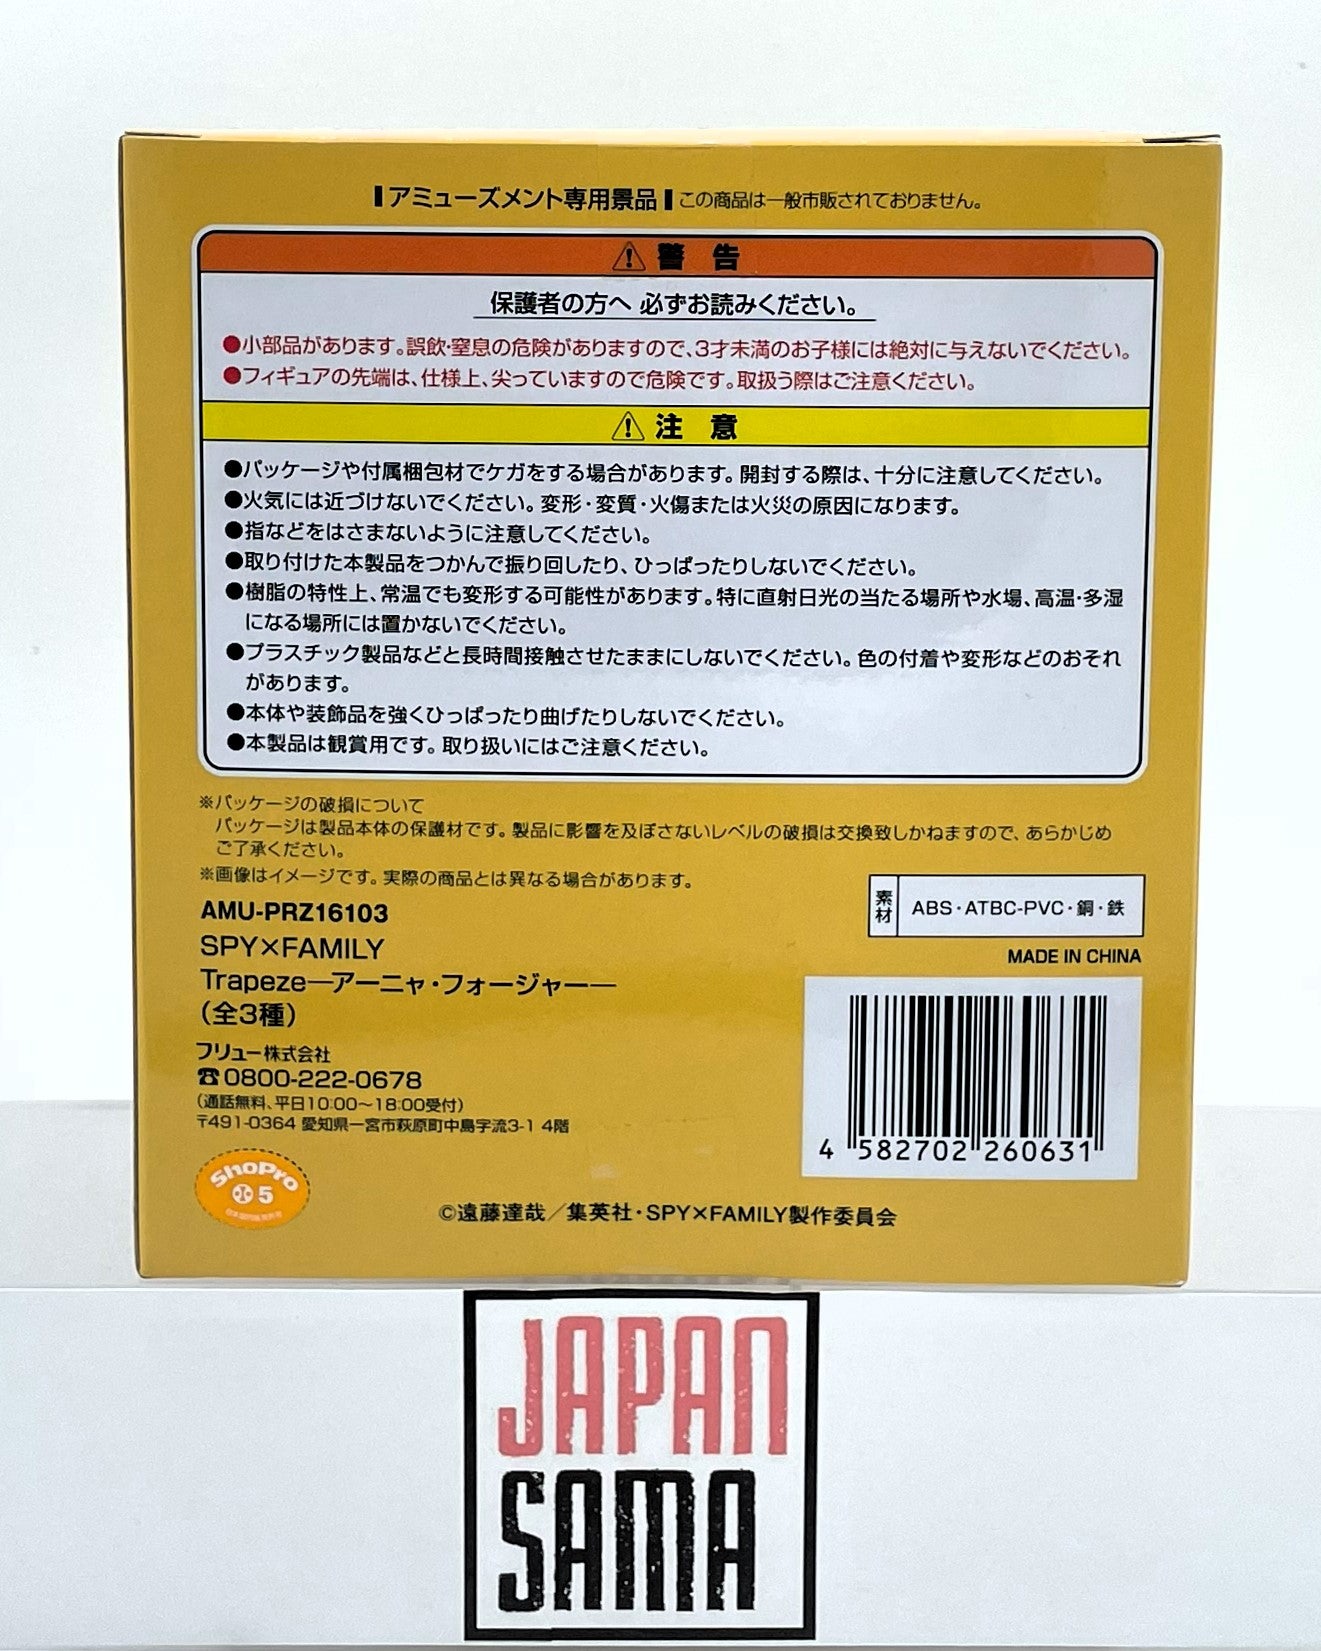 アミューズメント専用景品 この商品は一般市販されておりません。
警 告
保護者の方へ 必ずお読みください。
●小部品があります。誤飲・窒息の危険がありますので、3才未満のお子様には絶対に与えないでください。
●フィギュアの先端は、仕様上、尖っていますので危険です。取扱う際はご注意ください。
注 意
●パッケージや付属梱包材でケガをする場合があります。開封する際は、十分に注意してください。
●火気には近づけないでください。変形・変質・火傷または火災の原因になります。
●指などをはさまないように注意してください。
●取り付けた本製品をつかんで振り回したり、ひっぱったりしないでください。
●樹脂の特性上、常温でも変形する可能性があります。特に直射日光の当たる場所や水場、高温・多湿
になる場所には置かないでください。
●プラスチック製品などと長時間接触させたままにしないでください。色の付着や変形などのおそれ
があります。
●本体や装飾品を強くひっぱったり曲げたりしないでください。
●本製品は観賞用です。取り扱いにはご注意ください。
※パッケージの破損について
パッケージは製品本体の保護材です。製品に影響を及ぼさないレベルの破損は交換致しかねますので、あらかじめ
ご了承ください。
※画像はイメージです。実際の商品とは異なる場合があります。
AMU-PRZ16103
SPY×FAMILY
Trapeze―アーニャ・フォージャー―
(全3種)
フリュー株式会社
☎0800-222-0678
(通話無料、平日10:00～18:00受付)
〒491-0364 愛知県一宮市萩原町中島字流3-1 4階
素材 ABS・ATBC-PVC・銅・鉄
MADE IN CHINA
4 582702 260631
ShoPro
5
©遠藤達哉／集英社・SPY×FAMILY製作委員会
JAPAN
SAMA